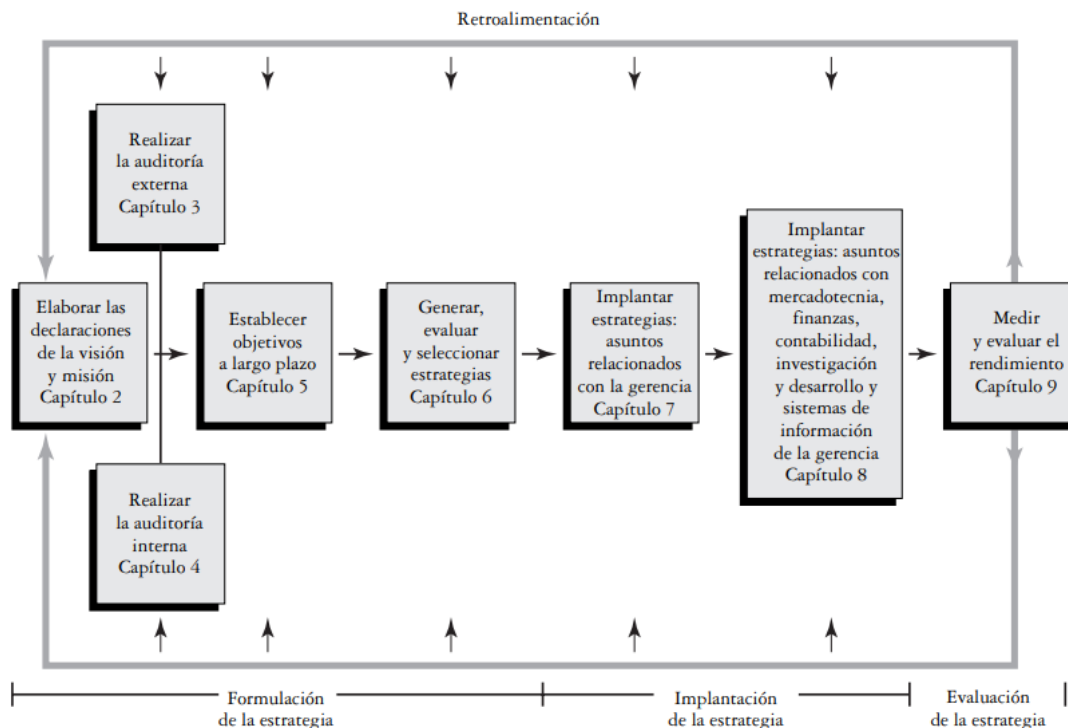 Retroalimentación
Realizar
la auditoría
externa
Capítulo 3
Elaborar las
declaraciones
de la visión
y misión
Capítulo 2
Realizar
la auditoría
interna
Capítulo 4
Establecer
objetivos
a largo plazo
Capítulo 5
Generar,
evaluar
y seleccionar
estrategias
Capítulo 6
Implantar
estrategias:
asuntos
relacionados
con la gerencia
Capítulo 7
Implantar
estrategias: asuntos
relacionados con
mercadotecnia,
finanzas,
contabilidad,
investigación
y desarrollo y
sistemas de
información
de la gerencia
Capítulo 8
Medir
y evaluar el
rendimiento
Capítulo 9
Formulación
de la estrategia
Implantación
de la estrategia
Evaluación
de la estrategia